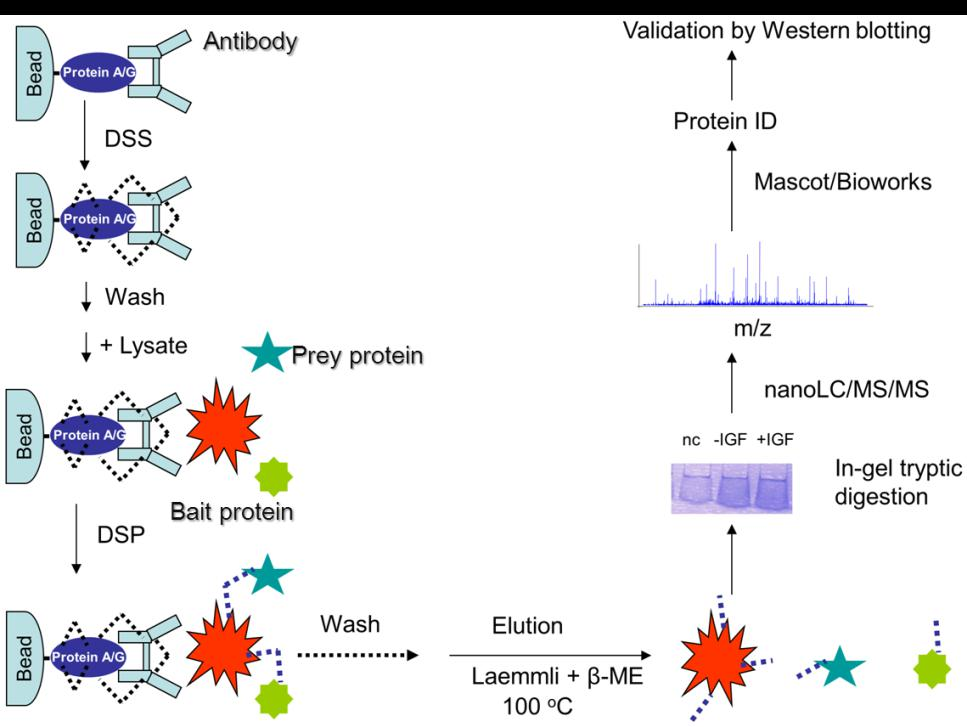 Antibody
Bead
Protein A/G
DSS
Bead
Protein A/G
Wash
+ Lysate
Prey protein
Bead
Protein A/G
Bait protein
DSP
Bead
Protein A/G
Wash
Elution
Laemmli + β-ME
100 °C
Validation by Western blotting
Protein ID
Mascot/Bioworks
m/z
nanoLC/MS/MS
nc -IGF +IGF
In-gel tryptic
digestion